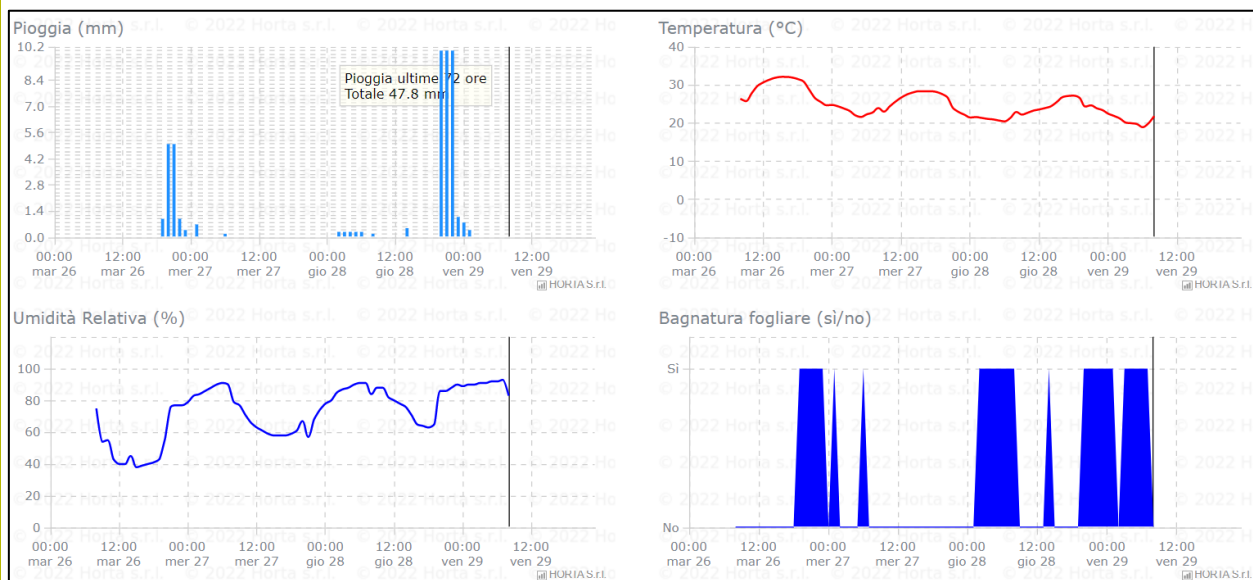 Pioggia (mm)
10.2
8.4
7.0
5.6
4.2
2.8
1.4
0.0
Pioggia ultime 72 ore
Totale 47.8 mm
00:00 12:00 00:00 12:00 00:00 12:00 00:00 12:00
mar 26 mar 26 mer 27 mer 27 gio 28 gio 28 ven 29 ven 29
HORTA S.r.l.
Temperatura (°C)
40
30
20
10
0
-10
00:00 12:00 00:00 12:00 00:00 12:00 00:00 12:00
mar 26 mar 26 mer 27 mer 27 gio 28 gio 28 ven 29 ven 29
HORTA S.r.l.
Umidità Relativa (%)
100
80
60
40
20
0
00:00 12:00 00:00 12:00 00:00 12:00 00:00 12:00
mar 26 mar 26 mer 27 mer 27 gio 28 gio 28 ven 29 ven 29
HORTA S.r.l.
Bagnatura fogliare (sì/no)
Sì
No
00:00 12:00 00:00 12:00 00:00 12:00 00:00 12:00
mar 26 mar 26 mer 27 mer 27 gio 28 gio 28 ven 29 ven 29
HORTA S.r.l.
© 2022 Horta s.r.l.